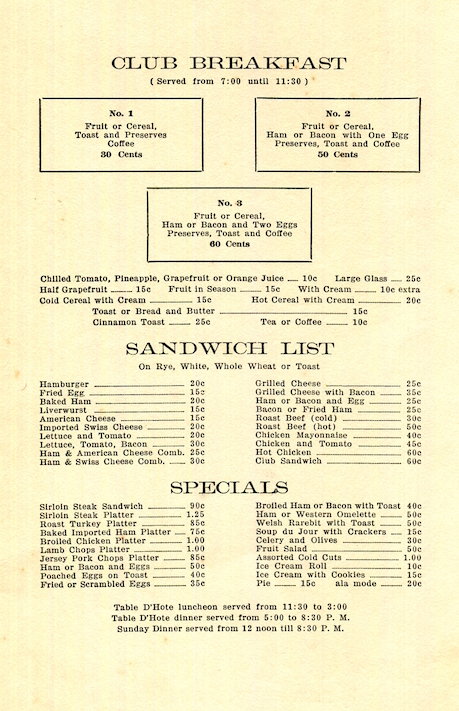 CLUB BREAKFAST
( Served from 7:00 until 11:30 )
No. 1
Fruit or Cereal,
Toast and Preserves
Coffee
30 Cents
No. 2
Fruit or Cereal,
Ham or Bacon with One Egg
Preserves, Toast and Coffee
50 Cents
No. 3
Fruit or Cereal,
Ham or Bacon and Two Eggs
Preserves, Toast and Coffee
60 Cents
Chilled Tomato, Pineapple, Grapefruit or Orange Juice 10c Large Glass 25c
Half Grapefruit 15c Fruit in Season 15c With Cream 10c extra
Cold Cereal with Cream 15c Hot Cereal with Cream 20c
Toast or Bread and Butter 15c
Cinnamon Toast 25c Tea or Coffee 10c
SANDWICH LIST
On Rye, White, Whole Wheat or Toast
Hamburger 20c
Fried Egg 15c
Baked Ham 20c
Liverwurst 15c
American Cheese 15c
Imported Swiss Cheese 20c
Lettuce and Tomato 20c
Lettuce, Tomato, Bacon 30c
Ham & American Cheese Comb. 25c
Ham & Swiss Cheese Comb. 30c
Grilled Cheese 25c
Grilled Cheese with Bacon 35c
Ham or Bacon and Egg 25c
Bacon or Fried Ham 25c
Roast Beef (cold) 30c
Roast Beef (hot) 50c
Chicken Mayonnaise 40c
Chicken and Tomato 45c
Hot Chicken 60c
Club Sandwich 60c
SPECIALS
Sirloin Steak Sandwich 90c
Sirloin Steak Platter 1.25
Roast Turkey Platter 85c
Baked Imported Ham Platter 75c
Broiled Chicken Platter 1.00
Lamb Chops Platter 1.00
Jersey Pork Chops Platter 85c
Ham or Bacon and Eggs 50c
Poached Eggs on Toast 40c
Fried or Scrambled Eggs 35c
Broiled Ham or Bacon with Toast 40c
Ham or Western Omelette 50c
Welsh Rarebit with Toast 50c
Soup du Jour with Crackers 15c
Celery and Olives 30c
Fruit Salad 50c
Assorted Cold Cuts 1.00
Ice Cream Roll 10c
Ice Cream with Cookies 15c
Pie 15c ala mode 20c
Table D'Hote luncheon served from 11:30 to 3:00
Table D'Hote dinner served from 5:00 to 8:30 P. M.
Sunday Dinner served from 12 noon till 8:30 P. M.